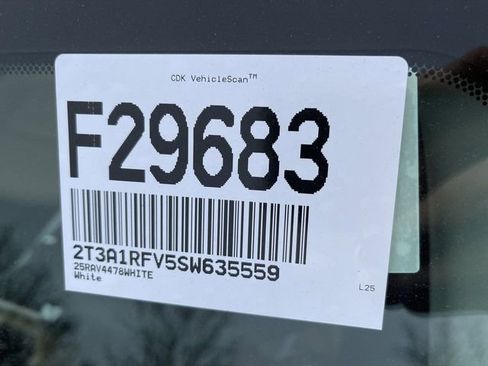 CDK VehicleScan™
F29683
2T3A1RFV5SW635559
25RAV4478WHITE
White
L25